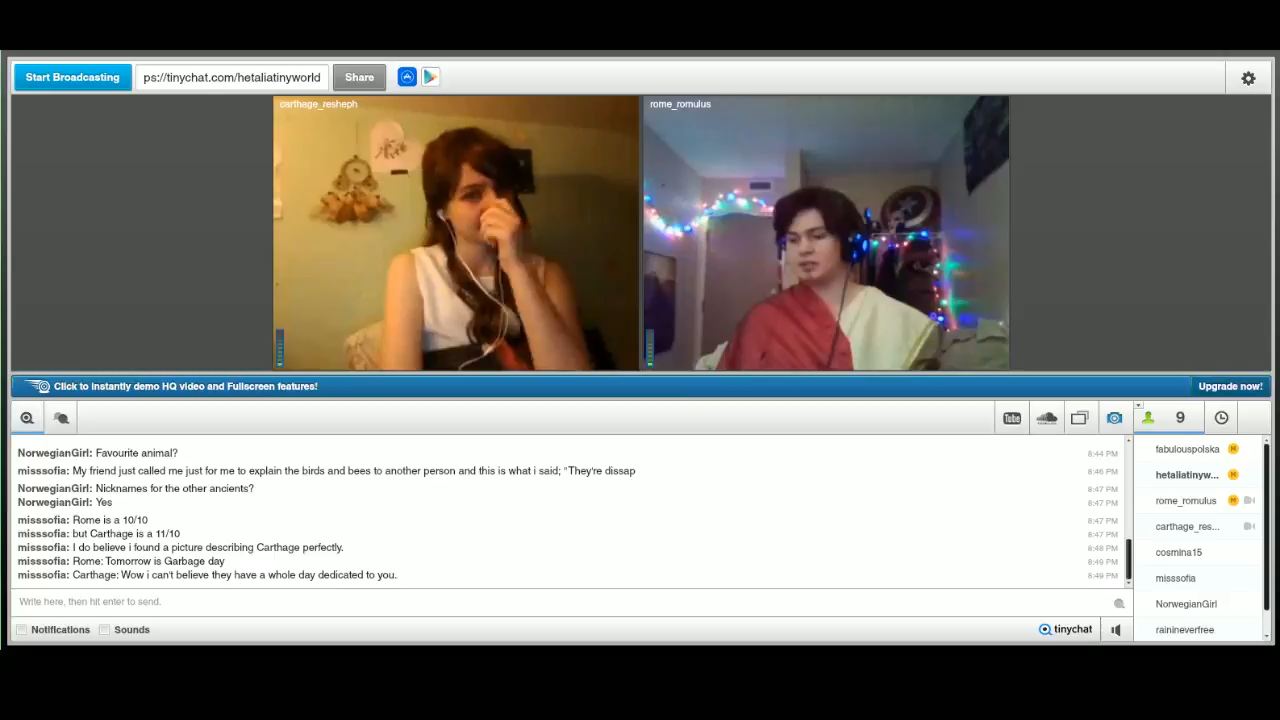 Start Broadcasting
ps://tinychat.com/hetaliatinyworld
Share
carthage_resheph
rome_romulus
Click to instantly demo HQ video and Fullscreen features!
Upgrade now!
You Tube
9
NorwegianGirl: Favourite animal?
8:44 PM
misssofia: My friend just called me just for me to explain the birds and bees to another person and this is what i said; "They're dissap
8:46 PM
NorwegianGirl: Nicknames for the other ancients?
8:47 PM
NorwegianGirl: Yes
8:47 PM
misssofia: Rome is a 10/10
8:47 PM
misssofia: but Carthage is a 11/10
8:47 PM
misssofia: I do believe i found a picture describing Carthage perfectly.
8:48 PM
misssofia: Rome: Tomorrow is Garbage day
8:49 PM
misssofia: Carthage: Wow i can't believe they have a whole day dedicated to you.
8:49 PM
fabulouspolska M
hetaliatinyw... M
rome_romulus M
carthage_res...
cosmina15
misssofia
NorwegianGirl
rainineverfree
Write here, then hit enter to send.
Notifications
Sounds
tinychat